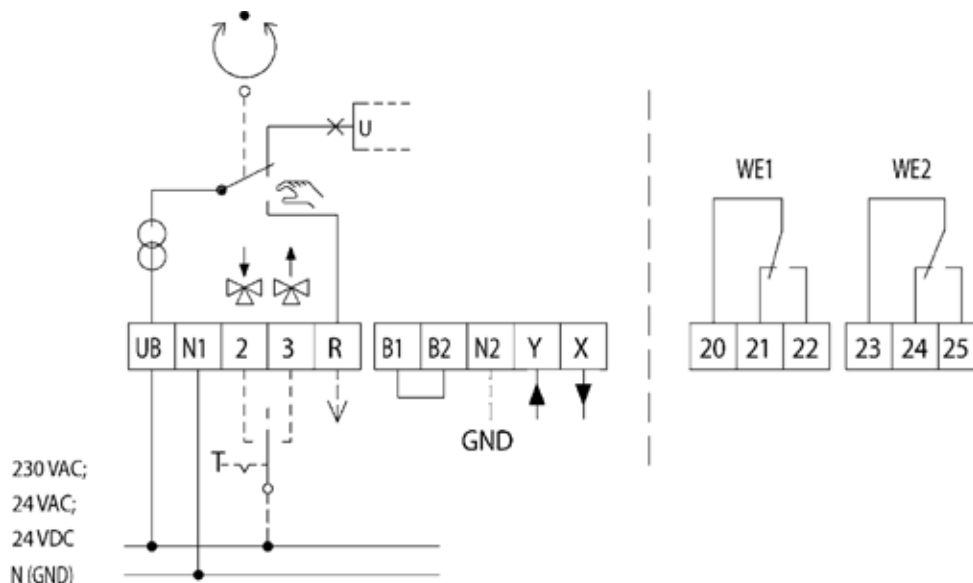 U
WE1 WE2
UB N1 2 3 R B1 B2 N2 Y X 20 21 22 23 24 25
GND
230 VAC;
24 VAC;
24 VDC
N (GND)